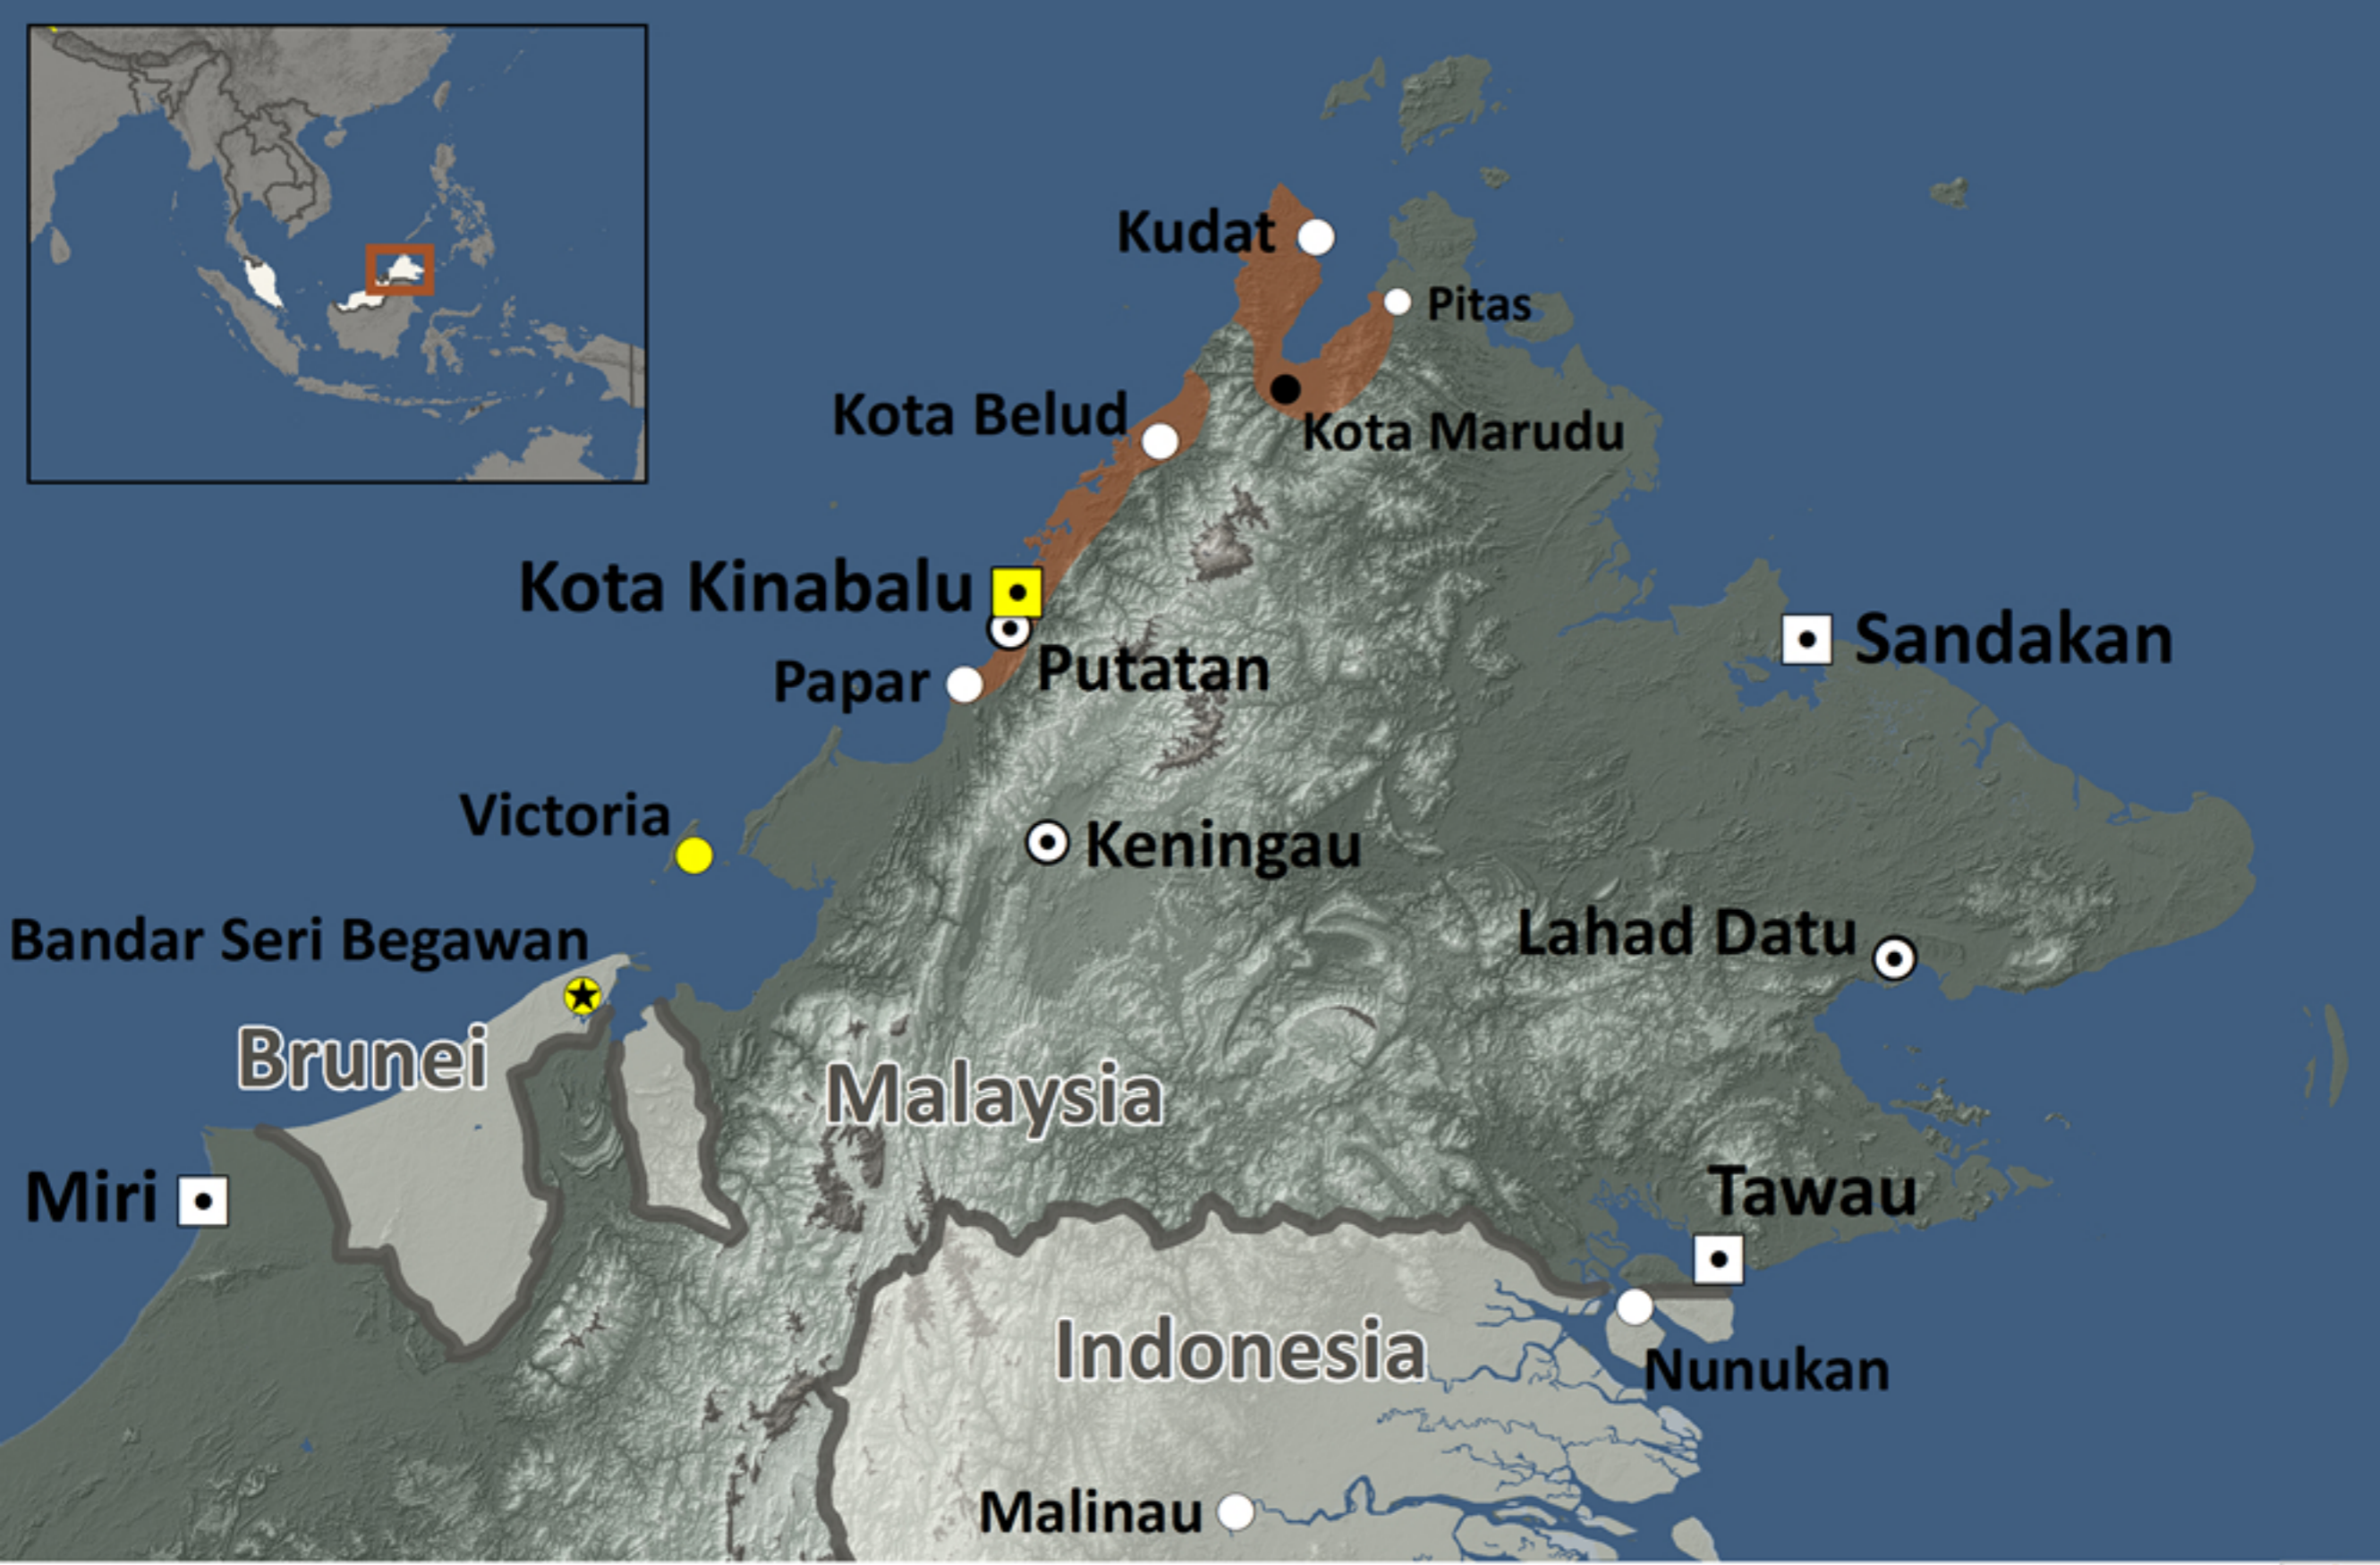 Kudat
Pitas
Kota Belud
Kota Marudu
Kota Kinabalu
Putatan
Papar
Sandakan
Victoria
Keningau
Bandar Seri Begawan
Lahad Datu
Brunei
Malaysia
Miri
Tawau
Indonesia
Nunukan
Malinau